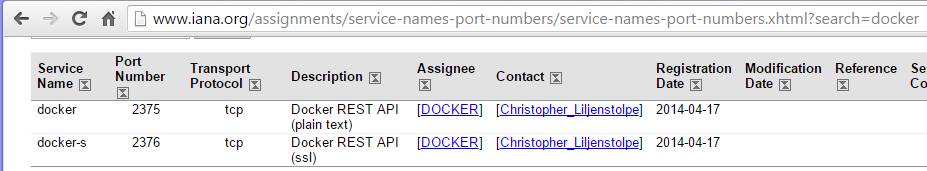 www.iana.org/assignments/service-names-port-numbers/service-names-port-numbers.xhtml?search=docker
Service Name Port Number Transport Protocol Description Assignee Contact Registration Date Modification Date Reference
docker 2375 tcp Docker REST API (plain text) [DOCKER] [Christopher_Liljenstolpe] 2014-04-17
docker-s 2376 tcp Docker REST API (ssl) [DOCKER] [Christopher_Liljenstolpe] 2014-04-17